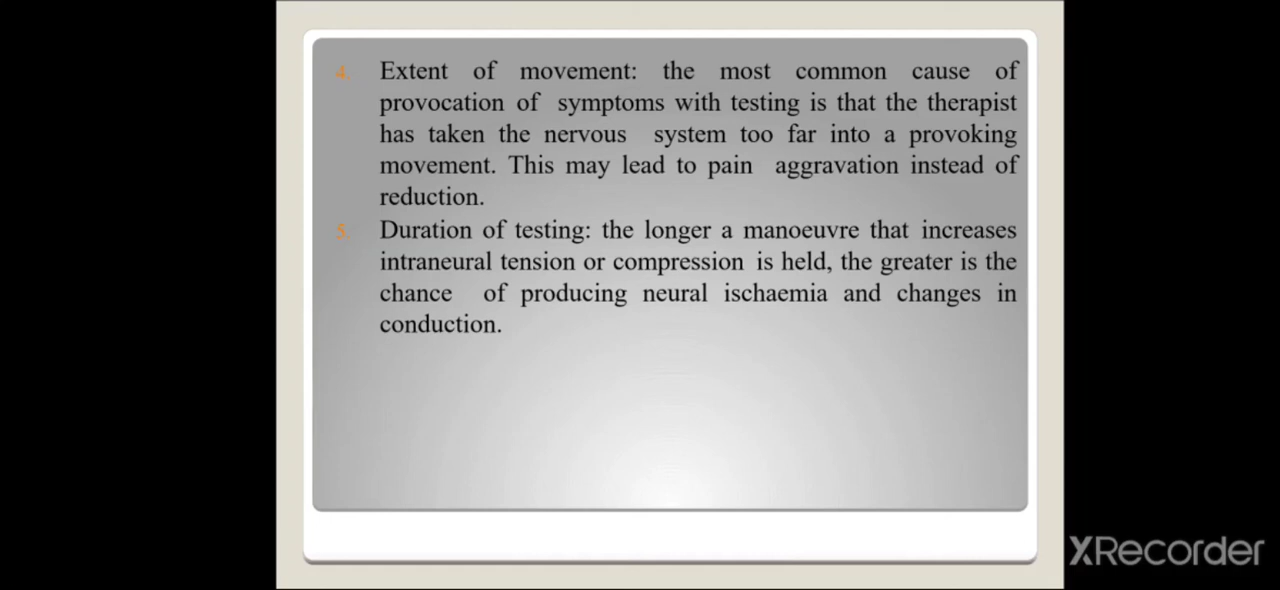 4. Extent of movement: the most common cause of
provocation of symptoms with testing is that the therapist
has taken the nervous system too far into a provoking
movement. This may lead to pain aggravation instead of
reduction.
5. Duration of testing: the longer a manoeuvre that increases
intraneural tension or compression is held, the greater is the
chance of producing neural ischaemia and changes in
conduction.
XRecorder